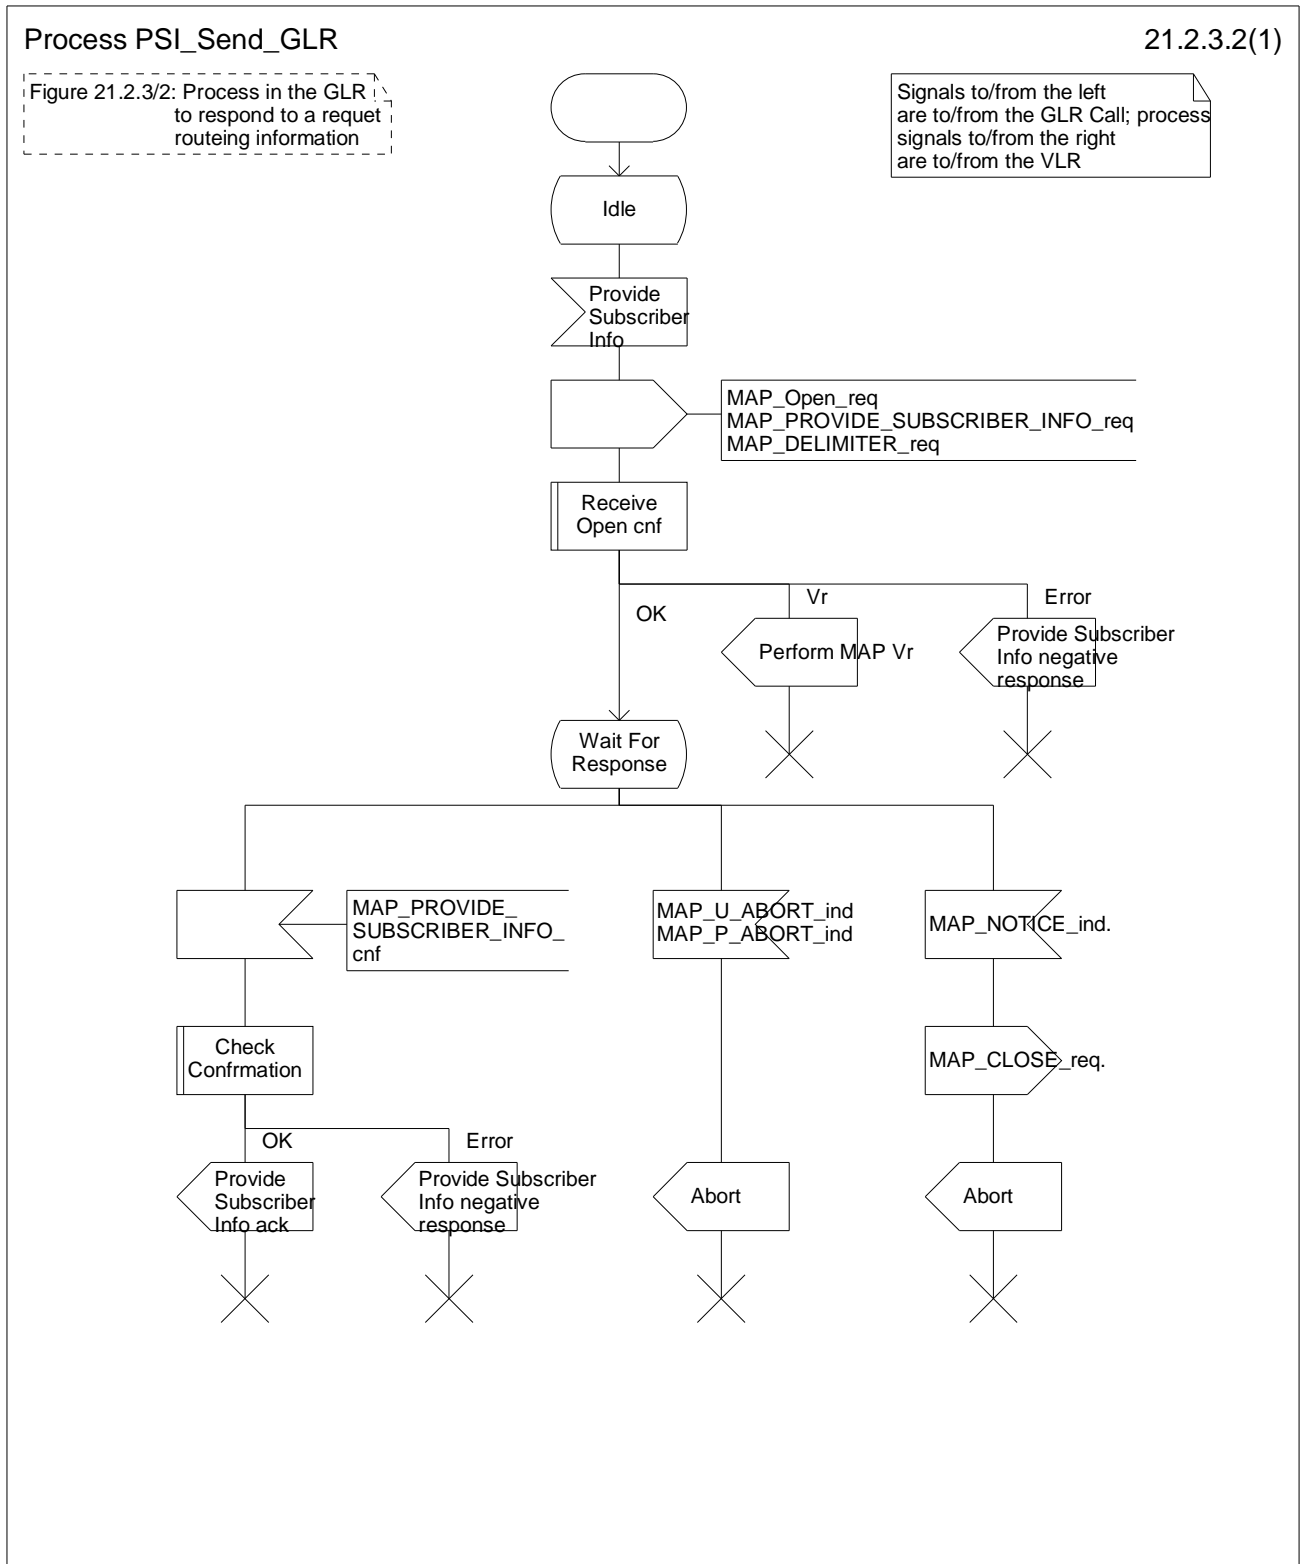 Process PSI_Send_GLR
21.2.3.2(1)
Figure 21.2.3/2: Process in the GLR
to respond to a requet
routeing information
Signals to/from the left
are to/from the GLR Call; process
signals to/from the right
are to/from the VLR
Idle
Provide
Subscriber
Info
MAP_Open_req
MAP_PROVIDE_SUBSCRIBER_INFO_req
MAP_DELIMITER_req
Receive
Open cnf
OK
Vr
Error
Perform MAP Vr
Provide Subscriber
Info negative
response
Wait For
Response
MAP_PROVIDE_
SUBSCRIBER_INFO_
cnf
MAP_U_ABORT_ind
MAP_P_ABORT_ind
MAP_NOTICE_ind.
Check
Confrmation
MAP_CLOSE_req.
OK
Error
Provide
Subscriber
Info ack
Provide Subscriber
Info negative
response
Abort
Abort